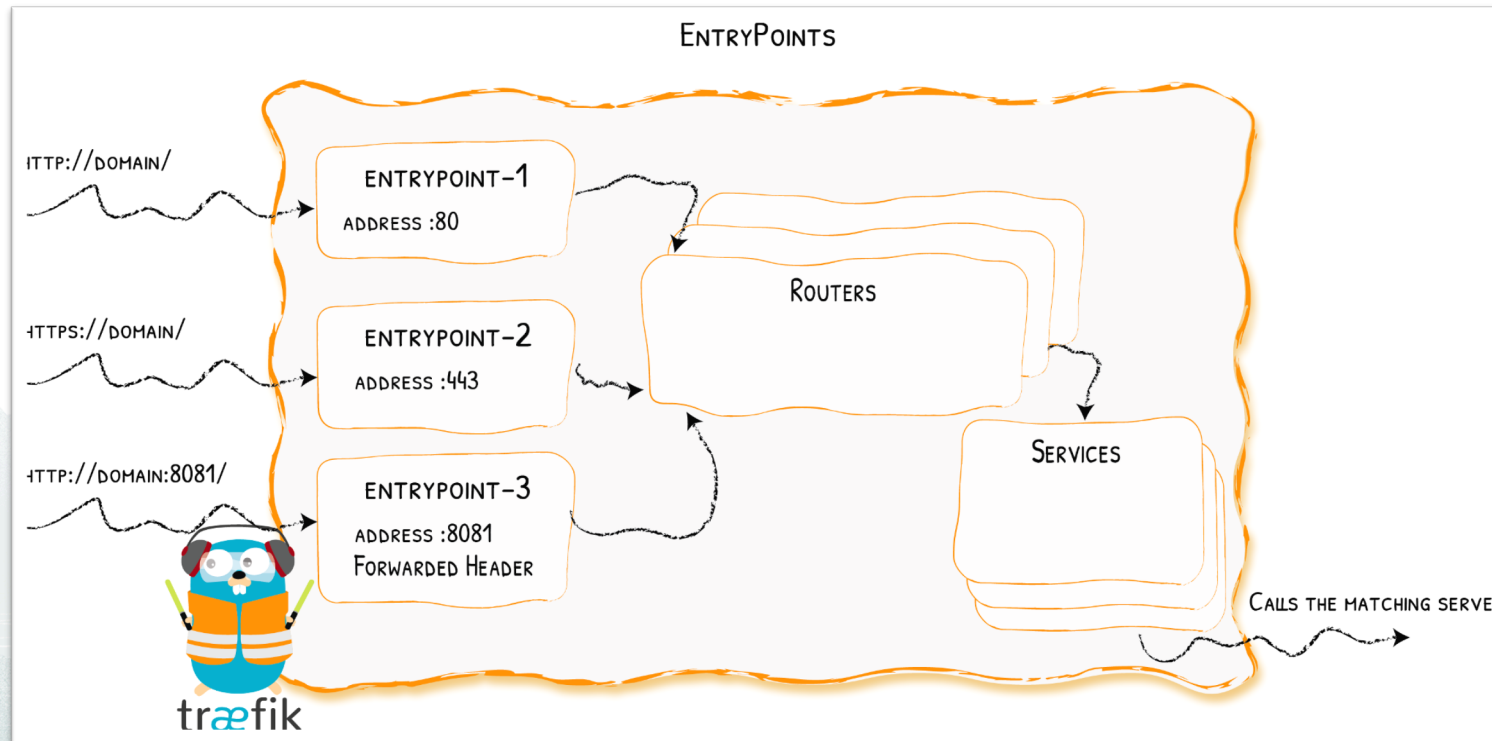 EntryPoints
HTTP://DOMAIN/
ENTRYPOINT-1
ADDRESS :80
Routers
HTTPS://DOMAIN/
ENTRYPOINT-2
ADDRESS :443
HTTP://DOMAIN:8081/
ENTRYPOINT-3
ADDRESS :8081
Forwarded Header
Services
Calls the matching serve
træfik